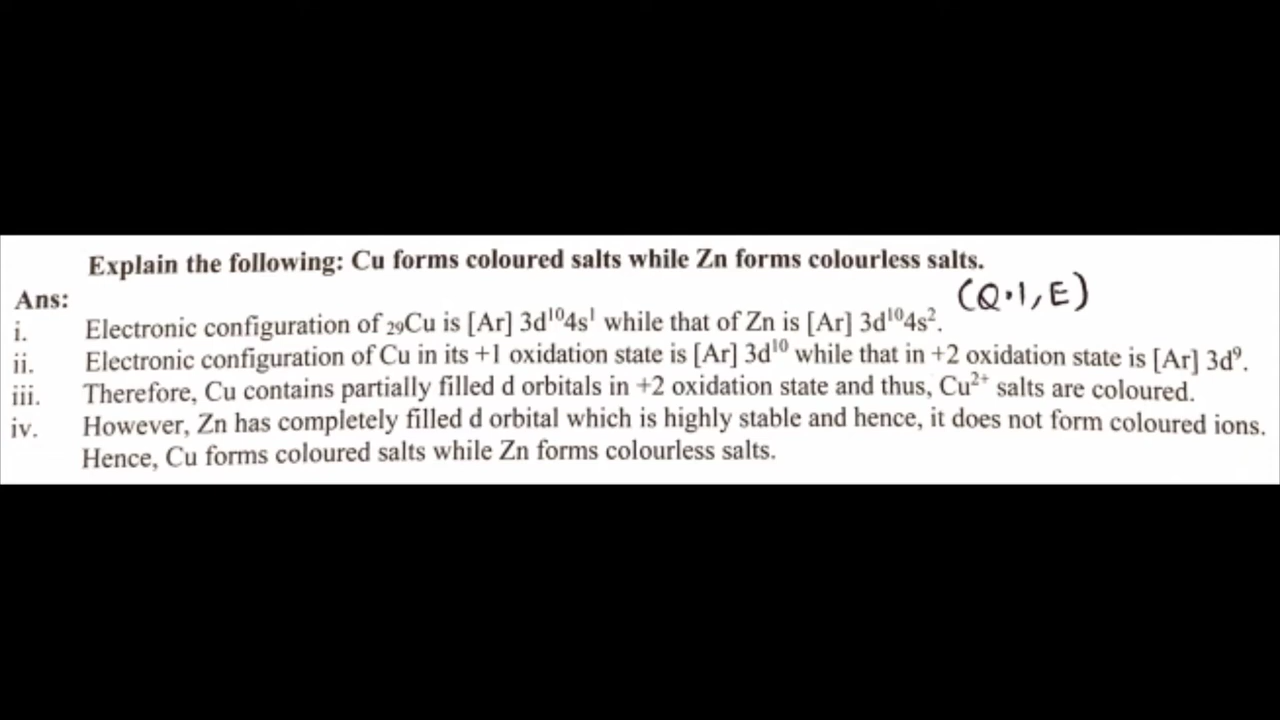 Explain the following: Cu forms coloured salts while Zn forms colourless salts.
Ans: (Q.1, E)
i. Electronic configuration of ₂₉Cu is [Ar] 3d¹⁰4s¹ while that of Zn is [Ar] 3d¹⁰4s².
ii. Electronic configuration of Cu in its +1 oxidation state is [Ar] 3d¹⁰ while that in +2 oxidation state is [Ar] 3d⁹.
iii. Therefore, Cu contains partially filled d orbitals in +2 oxidation state and thus, Cu²⁺ salts are coloured.
iv. However, Zn has completely filled d orbital which is highly stable and hence, it does not form coloured ions.
Hence, Cu forms coloured salts while Zn forms colourless salts.